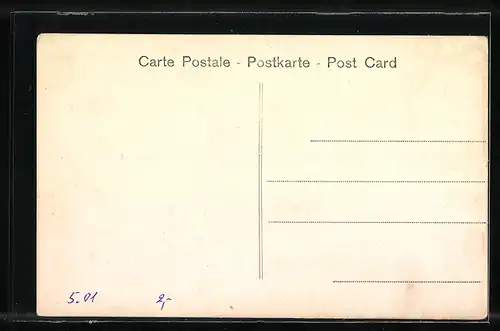 Carte Postale - Postkarte - Post Card
5.01 2,-